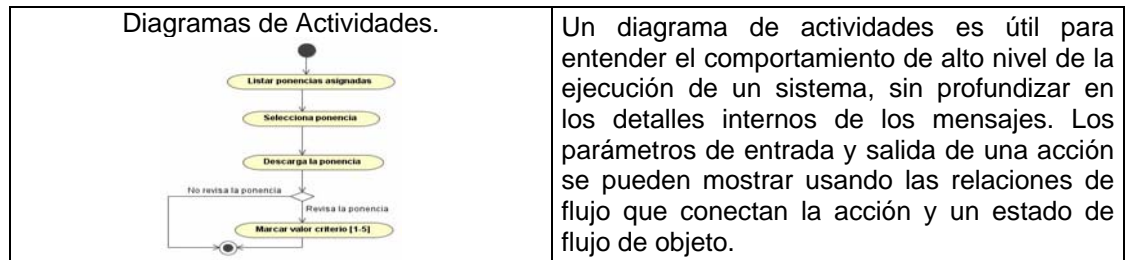 Diagramas de Actividades.
Listar ponencias asignadas
Selecciona ponencia
Descarga la ponencia
No revisa la ponencia
Revisa la ponencia
Marcar valor criterio [1-5]
Un diagrama de actividades es útil para
entender el comportamiento de alto nivel de la
ejecución de un sistema, sin profundizar en
los detalles internos de los mensajes. Los
parámetros de entrada y salida de una acción
se pueden mostrar usando las relaciones de
flujo que conectan la acción y un estado de
flujo de objeto.